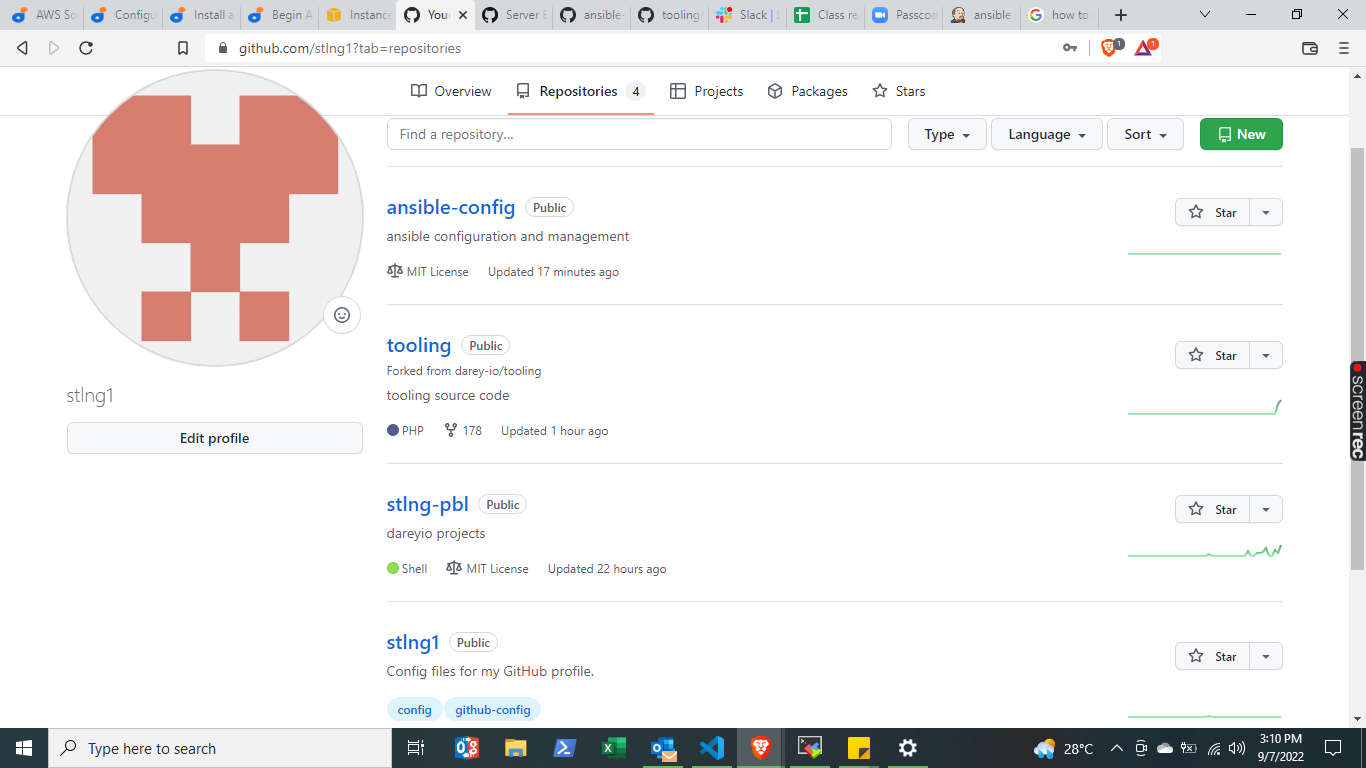 AWS So
Configu
Install a
Begin A
Instance
Your
Server E
ansible-
tooling/
Slack |
Class re
Passcod
ansible
how to
github.com/stlng1?tab=repositories
1
1
Overview
Repositories 4
Projects
Packages
Stars
Find a repository...
Type
Language
Sort
New
ansible-config Public
Star
ansible configuration and management
MIT License Updated 17 minutes ago
tooling Public
Star
Forked from darey-io/tooling
tooling source code
PHP 178 Updated 1 hour ago
stlng1
Edit profile
stlng-pbl Public
Star
dareyio projects
Shell MIT License Updated 22 hours ago
stlng1 Public
Star
Config files for my GitHub profile.
config github-config
screenrec
Type here to search
28°C
3:10 PM
9/7/2022